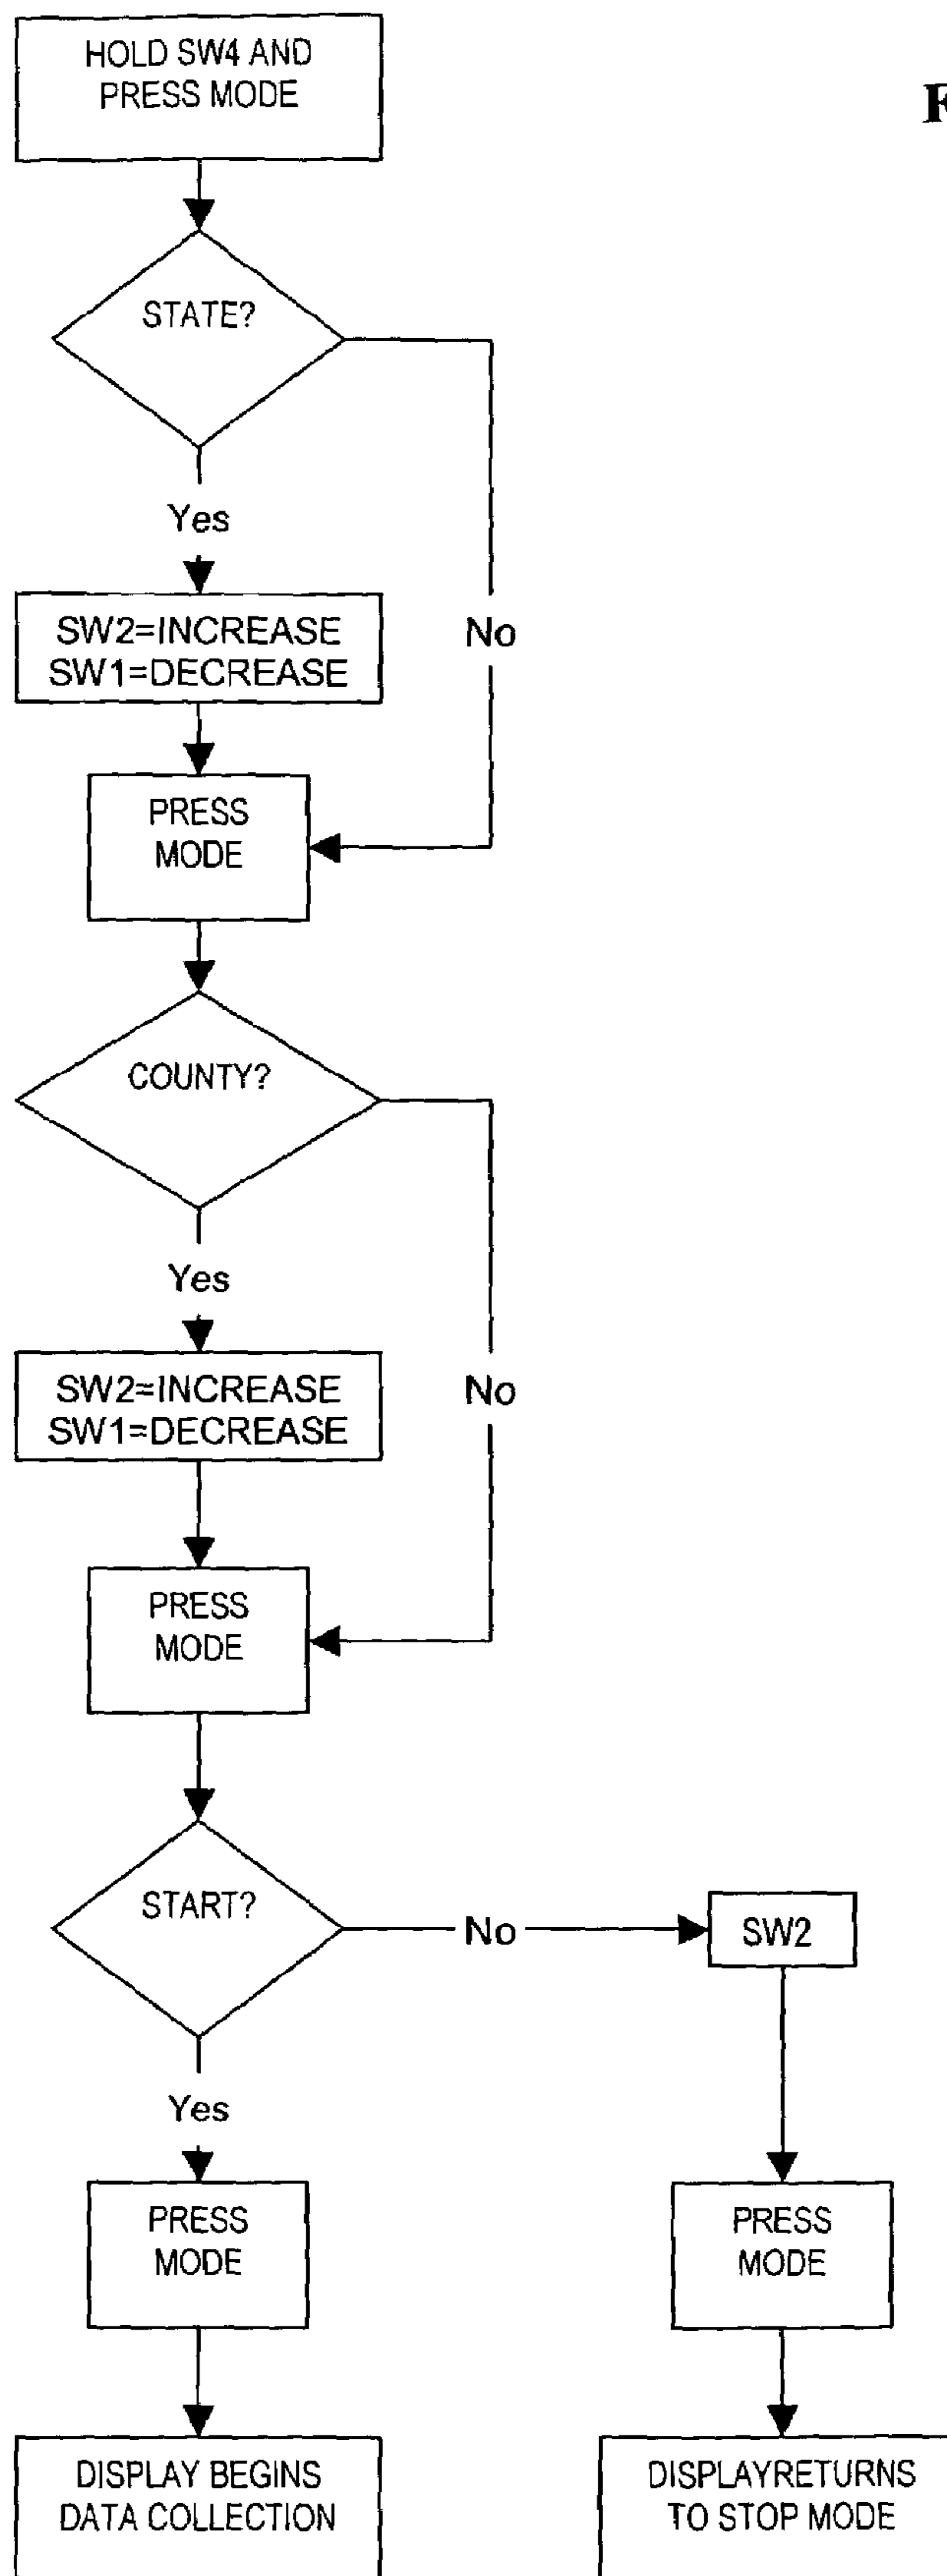 HOLD SW4 AND
PRESS MODE
F
STATE?
Yes
No
SW2=INCREASE
SW1=DECREASE
PRESS
MODE
COUNTY?
Yes
No
SW2=INCREASE
SW1=DECREASE
PRESS
MODE
START?
No
SW2
Yes
PRESS
MODE
PRESS
MODE
DISPLAY BEGINS
DATA COLLECTION
DISPLAYRETURNS
TO STOP MODE